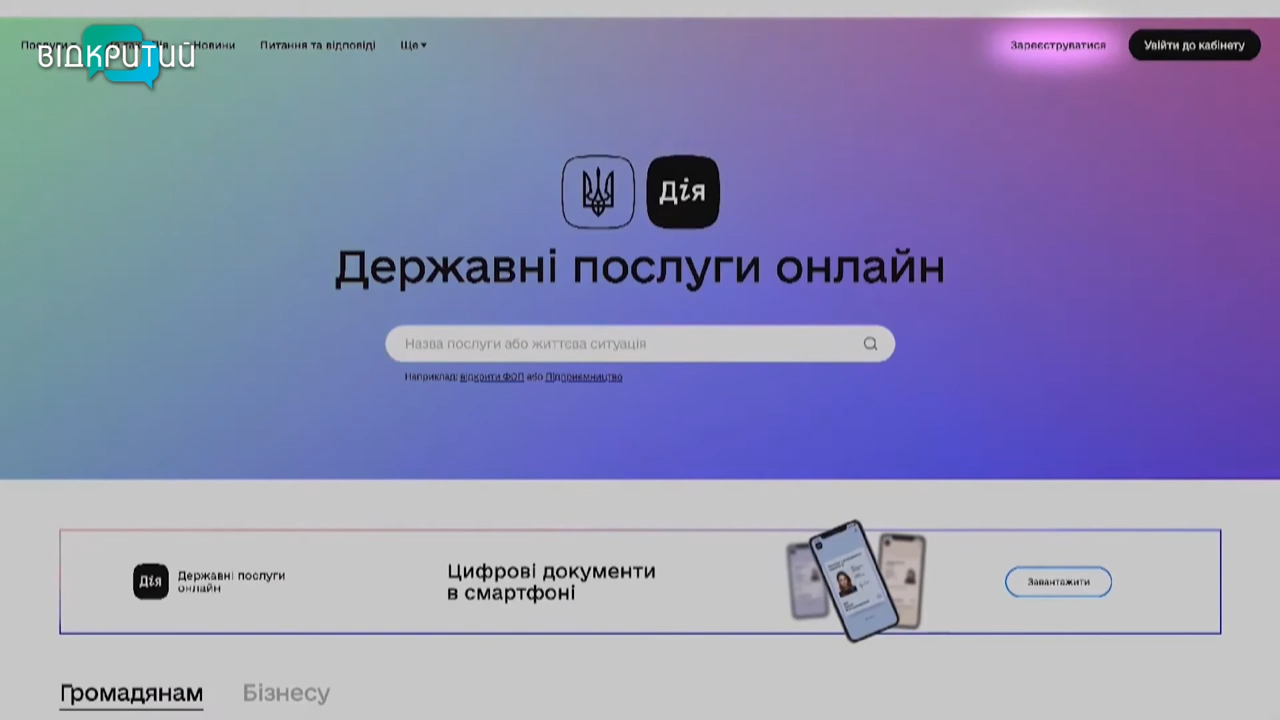 ВІДКРИТИЙ
Новини
Питання та відповіді
Ще
Зареєструватися
Увійти до кабінету
Дія
Державні послуги онлайн
Назва послуги або життєва ситуація
Наприклад: відкрити ФОП або Підприємництво
Дія
Державні послуги
онлайн
Цифрові документи
в смартфоні
Завантажити
Громадянам
Бізнесу